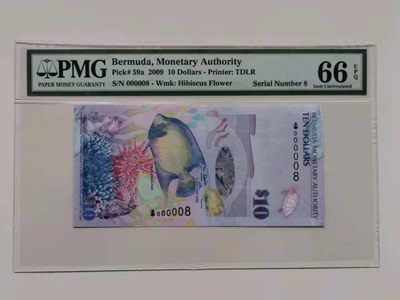 PMG
PAPER MONEY GUARANTY
Bermuda, Monetary Authority
Pick# 59a 2009 10 Dollars - Printer: TDLR
S/N 000008 - Wmk: Hibiscus Flower
Serial Number 8
66 EPQ
Gem Uncirculated
BERMUDA MONETARY AUTHORITY
TEN DOLLARS
000008
000008
$10
10